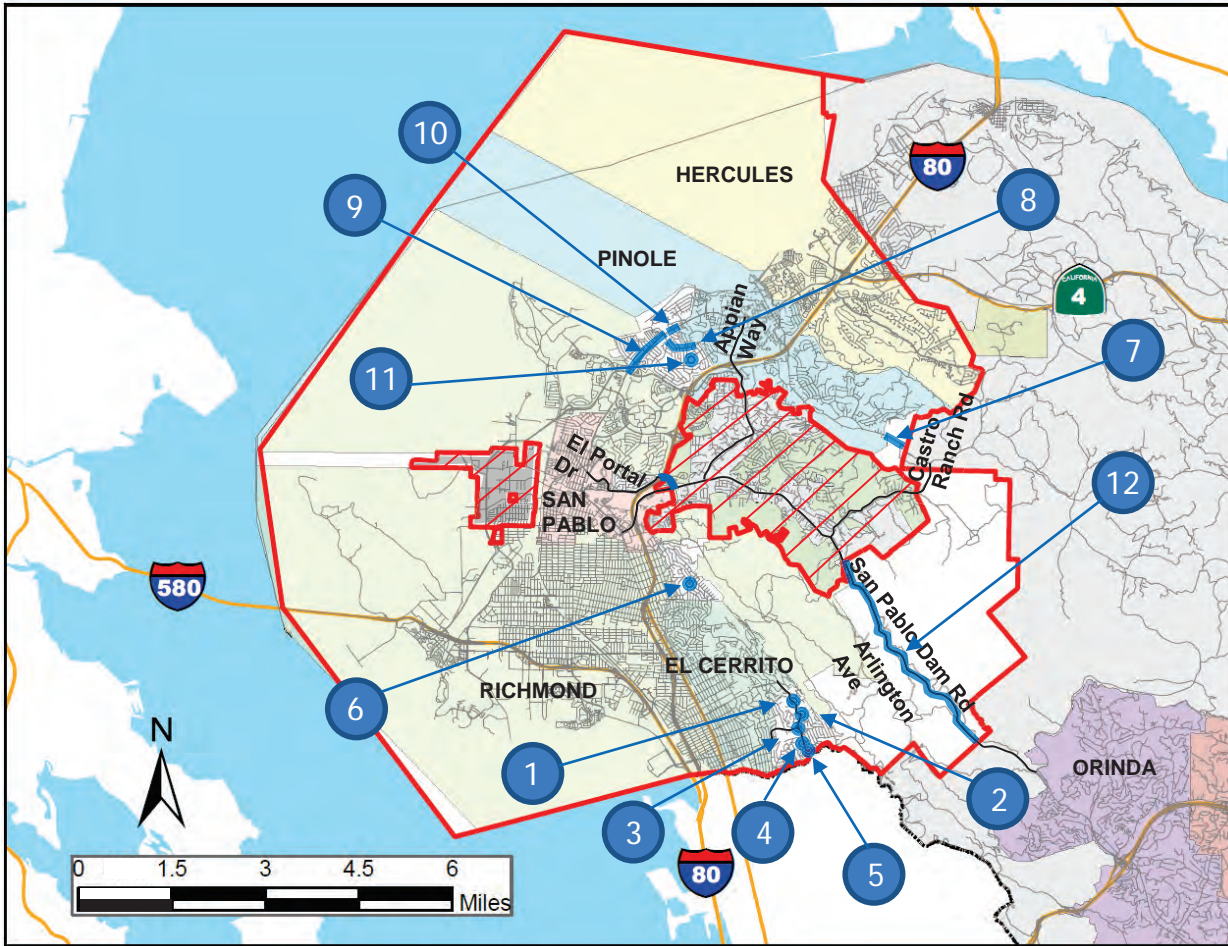 10
HERCULES
80
9
8
PINOLE
CALIFORNIA
4
Appian
Way
11
7
Castro
Ranch Rd
El Portal
Dr
12
SAN
PABLO
580
San Pablo Dam Rd
EL CERRITO
Arlington
Ave
RICHMOND
6
N
1
2
ORINDA
3
4
5
80
0 1.5 3 4.5 6
Miles